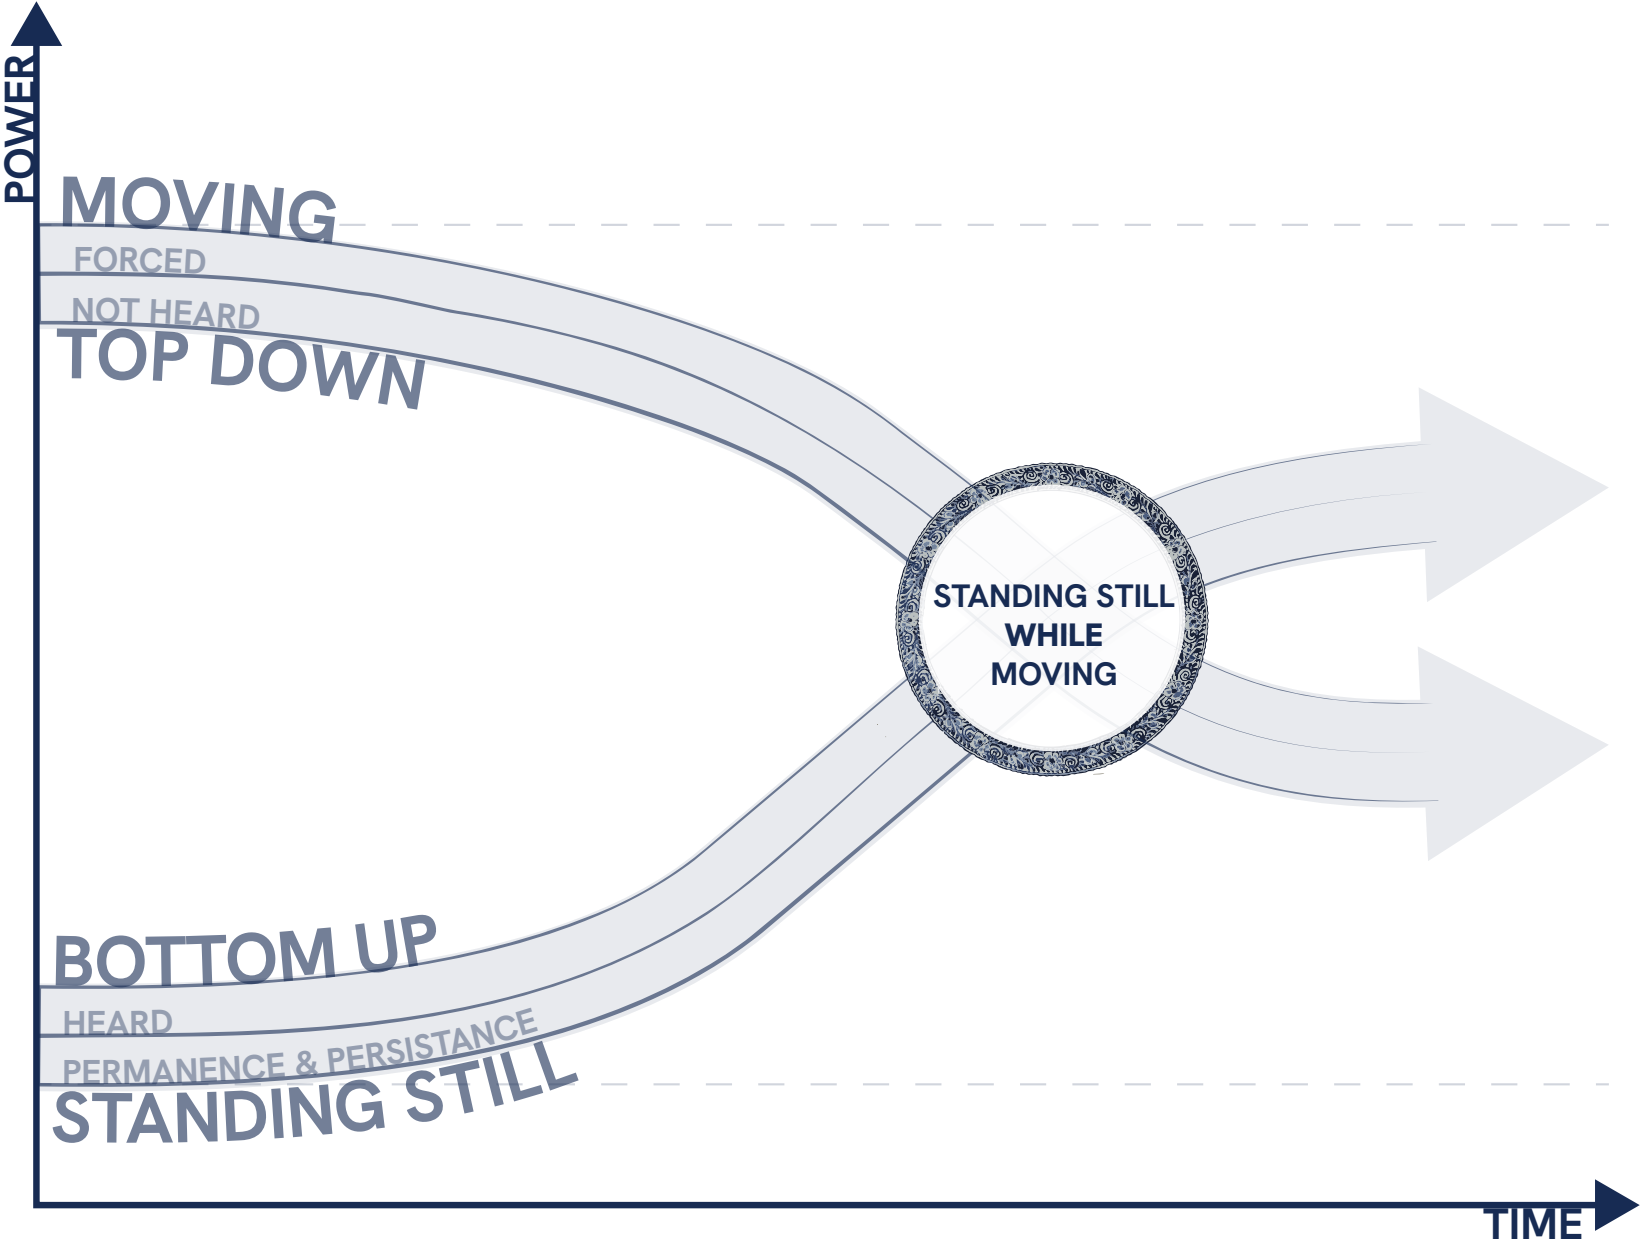 POWER
MOVING
FORCED
NOT HEARD
TOP DOWN
STANDING STILL
WHILE
MOVING
BOTTOM UP
HEARD
PERMANENCE & PERSISTANCE
STANDING STILL
TIME